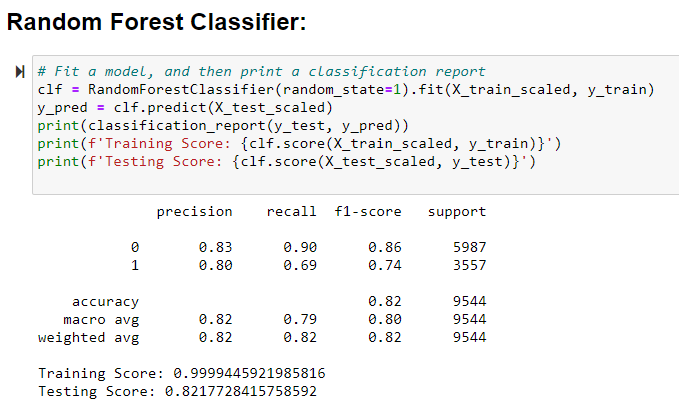 Random Forest Classifier:
# Fit a model, and then print a classification report
clf = RandomForestClassifier(random_state=1).fit(X_train_scaled, y_train)
y_pred = clf.predict(X_test_scaled)
print(classification_report(y_test, y_pred))
print(f'Training Score: {clf.score(X_train_scaled, y_train)}')
print(f'Testing Score: {clf.score(X_test_scaled, y_test)}')
precision recall f1-score support
0 0.83 0.90 0.86 5987
1 0.80 0.69 0.74 3557
accuracy 0.82 9544
macro avg 0.82 0.79 0.80 9544
weighted avg 0.82 0.82 0.82 9544
Training Score: 0.9999445921985816
Testing Score: 0.8217728415758592